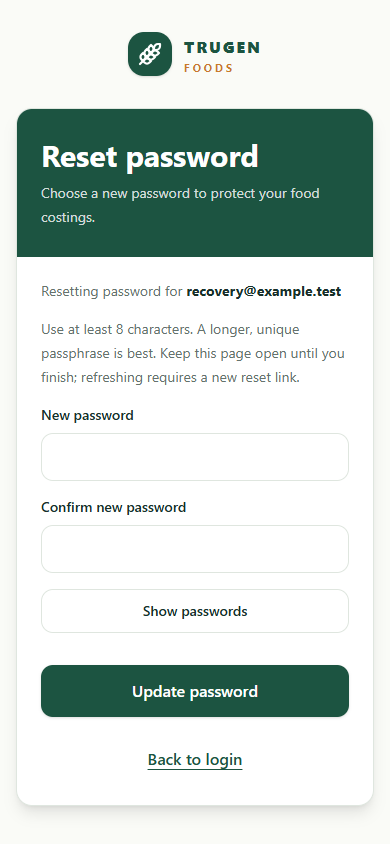 TRUGEN
FOODS
Reset password
Choose a new password to protect your food
costings.
Resetting password for recovery@example.test
Use at least 8 characters. A longer, unique
passphrase is best. Keep this page open until you
finish; refreshing requires a new reset link.
New password
Confirm new password
Show passwords
Update password
Back to login